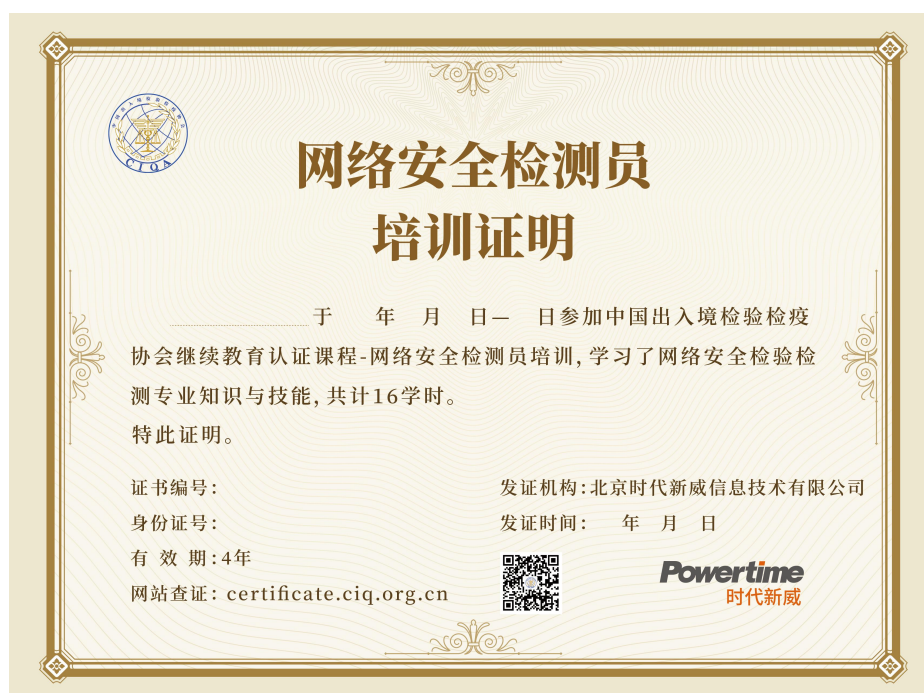 CIQA
网络安全检测员
培训证明
于 年 月 日— 日参加中国出入境检验检疫
协会继续教育认证课程-网络安全检测员培训, 学习了网络安全检验检
测专业知识与技能, 共计16学时。
特此证明。
证书编号:
发证机构:北京时代新威信息技术有限公司
身份证号:
发证时间: 年 月 日
有 效 期:4年
网站查证: certificate.ciq.org.cn
Powertime
时代新威